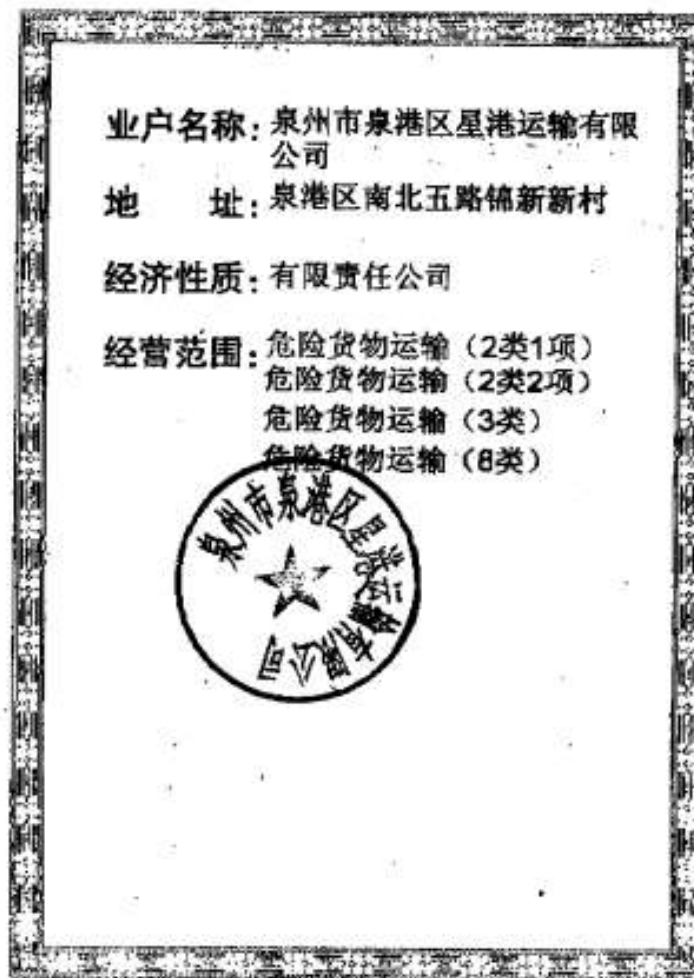 业户名称：泉州市泉港区星港运输有限
公司
地 址：泉港区南北五路锦新新村
经济性质：有限责任公司
经营范围：危险货物运输（2类1项）
危险货物运输（2类2项）
危险货物运输（3类）
危险货物运输（8类）
泉州市泉港区星港运输有限公司